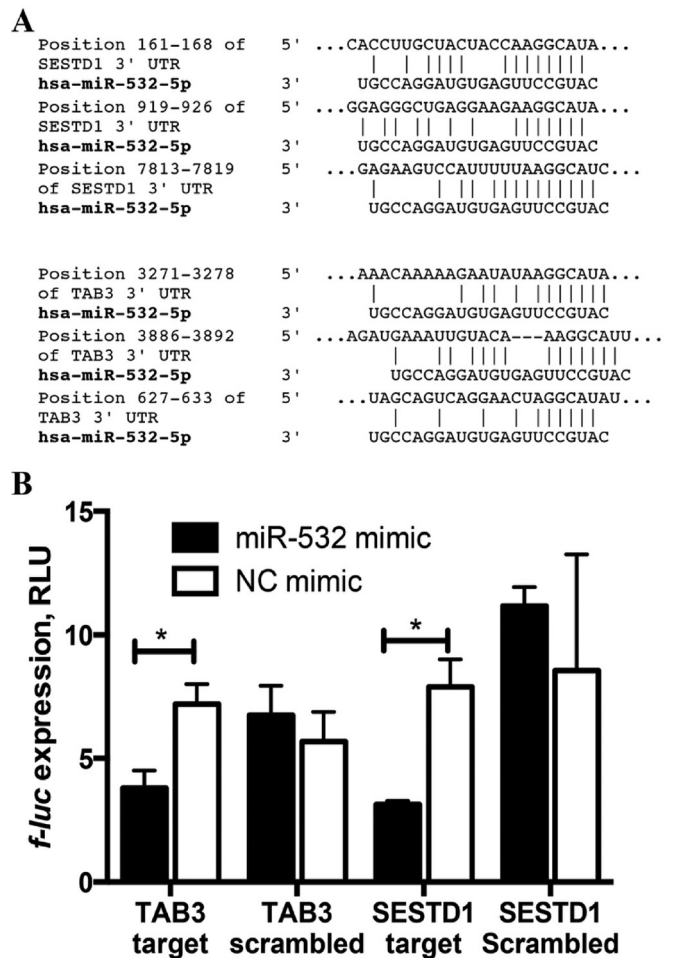 A
Position 161-168 of 5' ...CACCUUGCUACUACCAAGGCAUA...
SESTD1 3' UTR
hsa-miR-532-5p 3' UGCCAGGAUGUGAGUUCCGUAC
Position 919-926 of 5' ...GGAGGGCUGAGGAAGAAGGCAUA...
SESTD1 3' UTR
hsa-miR-532-5p 3' UGCCAGGAUGUGAGUUCCGUAC
Position 7813-7819 5' ...GAGAAGUCCAUUUUUAAGGCAUC...
of SESTD1 3' UTR
hsa-miR-532-5p 3' UGCCAGGAUGUGAGUUCCGUAC
Position 3271-3278 5' ...AAACAAAAAGAAUAUAAGGCAUA...
of TAB3 3' UTR
hsa-miR-532-5p 3' UGCCAGGAUGUGAGUUCCGUAC
Position 3886-3892 5' ...AGAUGAAAUUGUACA---AAGGCAUU...
of TAB3 3' UTR
hsa-miR-532-5p 3' UGCCAGGAUGUGAGUUCCGUAC
Position 627-633 of 5' ...UAGCAGUCAGGAACUAGGCAUAU...
TAB3 3' UTR
hsa-miR-532-5p 3' UGCCAGGAUGUGAGUUCCGUAC
B
f-luc expression, RLU
15
10
5
0
miR-532 mimic
NC mimic
*
*
TAB3 target
TAB3 scrambled
SESTD1 target
SESTD1 Scrambled